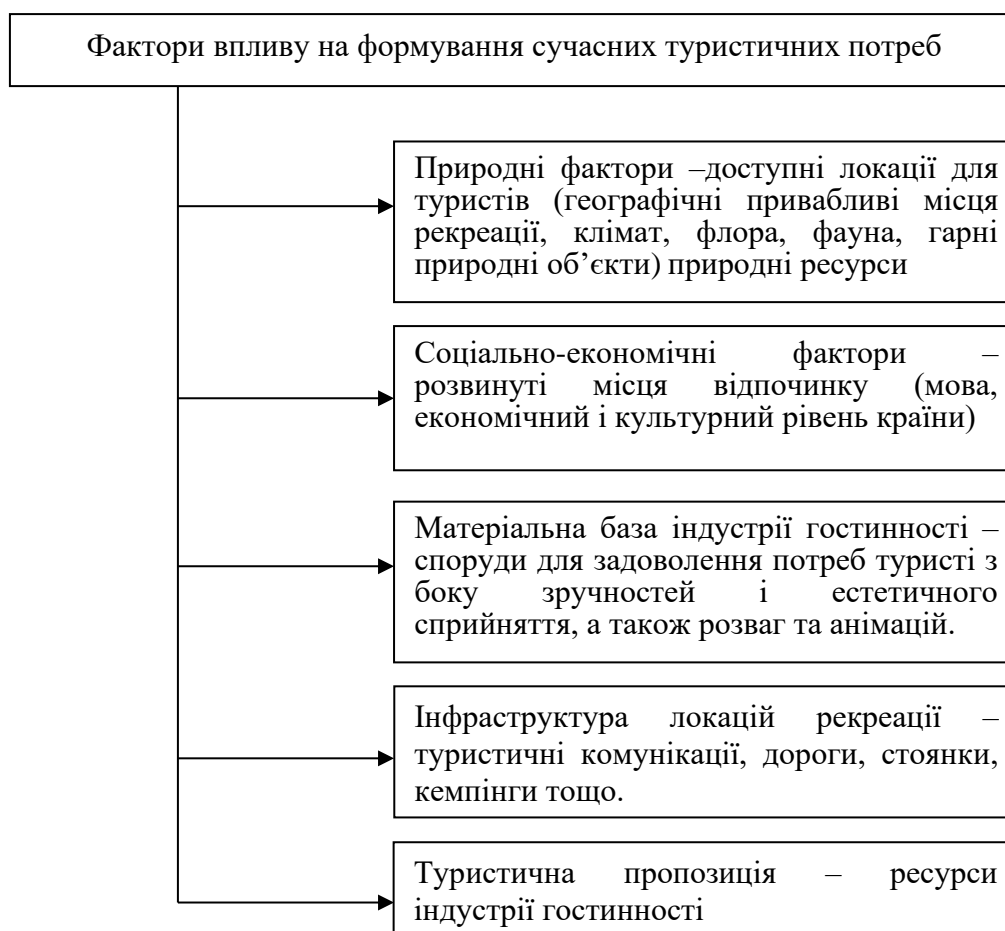 Фактори впливу на формування сучасних туристичних потреб
Природні фактори –доступні локації для
туристів (географічні привабливі місця
рекреації, клімат, флора, фауна, гарні
природні об’єкти) природні ресурси
Соціально-економічні фактори –
розвинуті місця відпочинку (мова,
економічний і культурний рівень країни)
Матеріальна база індустрії гостинності –
споруди для задоволення потреб туристі з
боку зручностей і естетичного
сприйняття, а також розваг та анімацій.
Інфраструктура локацій рекреації –
туристичні комунікації, дороги, стоянки,
кемпінги тощо.
Туристична пропозиція – ресурси
індустрії гостинності